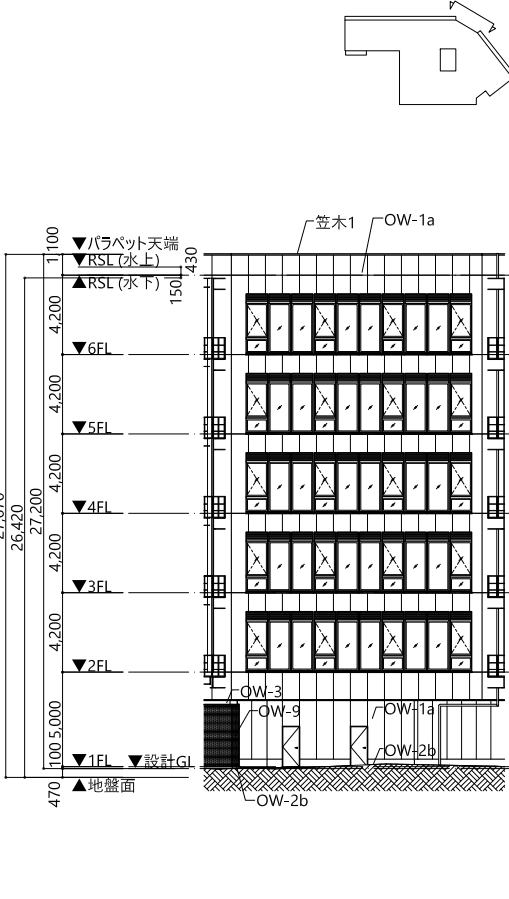 笠木1
OW-1a
1,100
▼パラペット天端
▼RSL (水上)
430
▲RSL (水下)
150
4,200
▼6FL
4,200
▼5FL
4,200
▼4FL
26,420
27,200
4,200
▼3FL
4,200
▼2FL
OW-3
OW-9
OW-1a
5,000
OW-2b
100
▼1FL
▼設計GL
470
▲地盤面
OW-2b